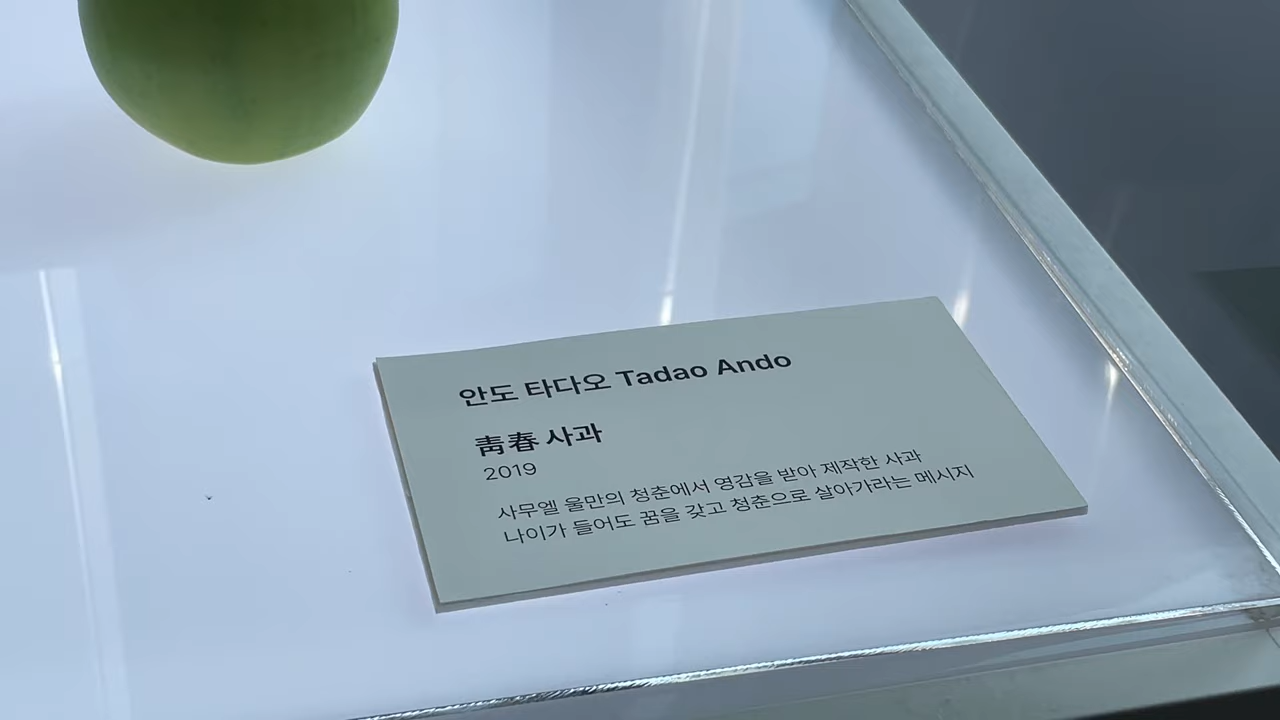 안도 타다오 Tadao Ando
靑春 사과
2019
사무엘 울만의 청춘에서 영감을 받아 제작한 사과
나이가 들어도 꿈을 갖고 청춘으로 살아가라는 메시지